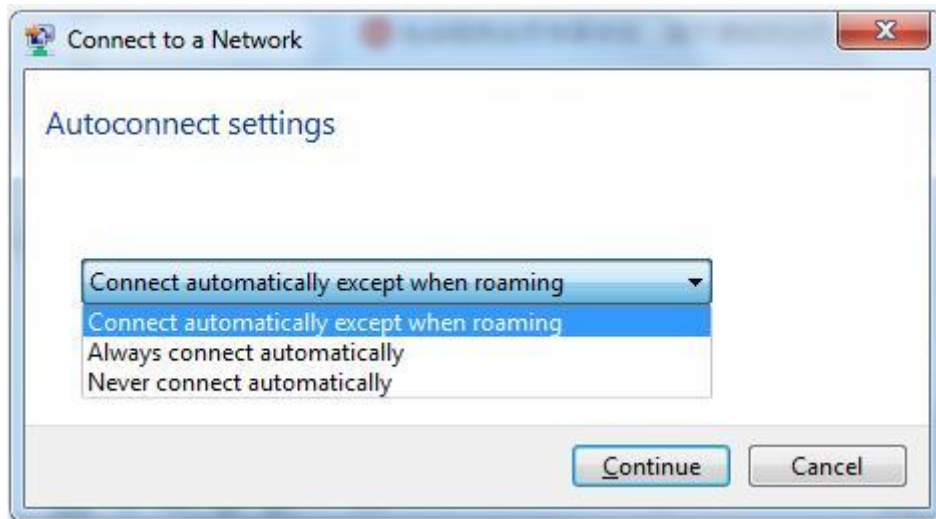 Connect to a Network
Autoconnect settings
Connect automatically except when roaming
Connect automatically except when roaming
Always connect automatically
Never connect automatically
Continue Cancel